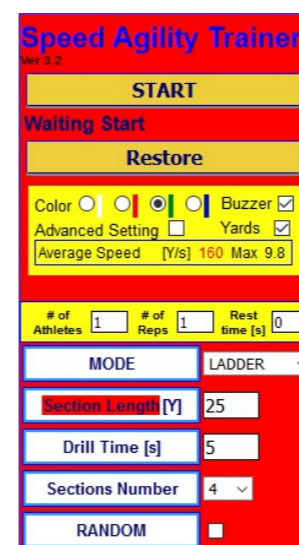 Speed Agility Trainer
Ver 3.2
START
Waiting Start
Restore
Color Buzzer
Advanced Setting Yards
Average Speed [Y/s] 160 Max 9.8
# of Athletes 1 # of Reps 1 Rest time [s] 0
MODE LADDER
Section Length [Y] 25
Drill Time [s] 5
Sections Number 4
RANDOM